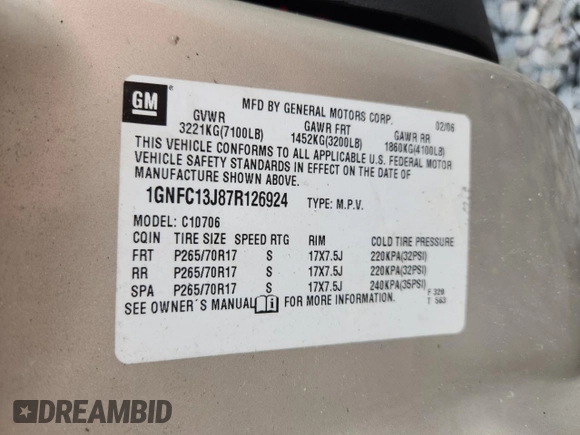 GM
MFD BY GENERAL MOTORS CORP.
02/06
GVWR GAWR FRT GAWR RR
3221KG(7100LB) 1452KG(3200LB) 1860KG(4100LB)
THIS VEHICLE CONFORMS TO ALL APPLICABLE U.S. FEDERAL MOTOR
VEHICLE SAFETY STANDARDS IN EFFECT ON THE DATE OF
MANUFACTURE SHOWN ABOVE.
1GNFC13J87R126924 TYPE: M.P.V.
MODEL: C10706
CQIN TIRE SIZE SPEED RTG RIM COLD TIRE PRESSURE
FRT P265/70R17 S 17X7.5J 220KPA(32PSI)
RR P265/70R17 S 17X7.5J 220KPA(32PSI)
SPA P265/70R17 S 17X7.5J 240KPA(35PSI)
SEE OWNER'S MANUAL FOR MORE INFORMATION.
F 320
T 563
DREAMBID